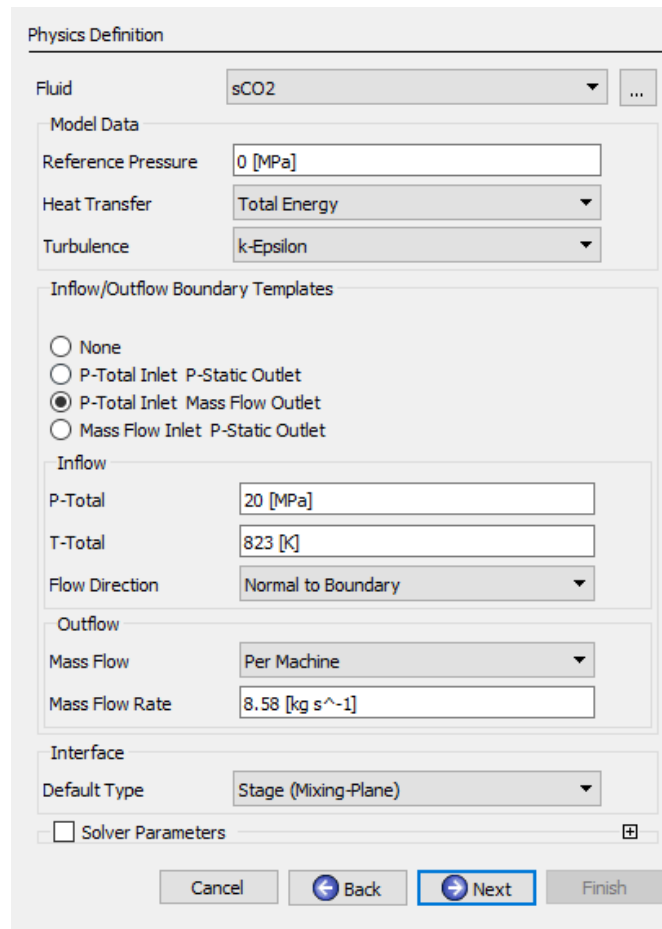 Physics Definition
Fluid sCO2 ...
Model Data
Reference Pressure 0 [MPa]
Heat Transfer Total Energy
Turbulence k-Epsilon
Inflow/Outflow Boundary Templates
None
P-Total Inlet P-Static Outlet
P-Total Inlet Mass Flow Outlet
Mass Flow Inlet P-Static Outlet
Inflow
P-Total 20 [MPa]
T-Total 823 [K]
Flow Direction Normal to Boundary
Outflow
Mass Flow Per Machine
Mass Flow Rate 8.58 [kg s^-1]
Interface
Default Type Stage (Mixing-Plane)
Solver Parameters
Cancel Back Next Finish